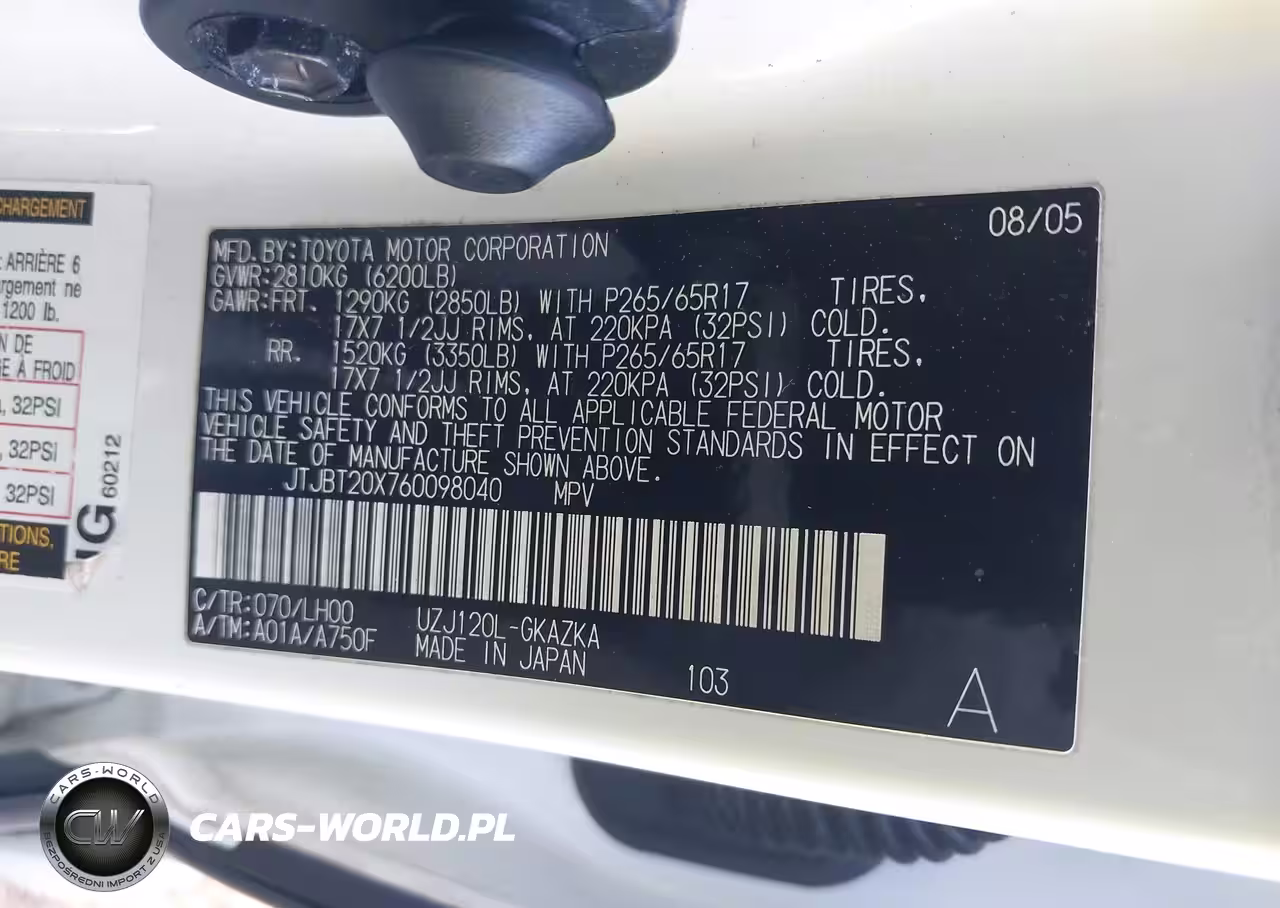 CHARGEMENT
ARRIÈRE 6
rgement ne
1200 lb.
N DE
E À FROID
, 32PSI
, 32PSI
32PSI
TIONS,
RE
G 60212
08/05
MFD. BY: TOYOTA MOTOR CORPORATION
GVWR: 2810KG (6200LB)
GAWR: FRT. 1290KG (2850LB) WITH P265/65R17 TIRES,
17X7 1/2JJ RIMS, AT 220KPA (32PSI) COLD.
RR. 1520KG (3350LB) WITH P265/65R17 TIRES,
17X7 1/2JJ RIMS, AT 220KPA (32PSI) COLD.
THIS VEHICLE CONFORMS TO ALL APPLICABLE FEDERAL MOTOR
VEHICLE SAFETY AND THEFT PREVENTION STANDARDS IN EFFECT ON
THE DATE OF MANUFACTURE SHOWN ABOVE.
JTJBT20X760098040 MPV
C/TR: 070/LH00 UZJ120L-GKAZKA
A/TM: A01A/A750F MADE IN JAPAN
103
A
CARS-WORLD
CW
BEZPOŚREDNI IMPORT Z USA
CARS-WORLD.PL